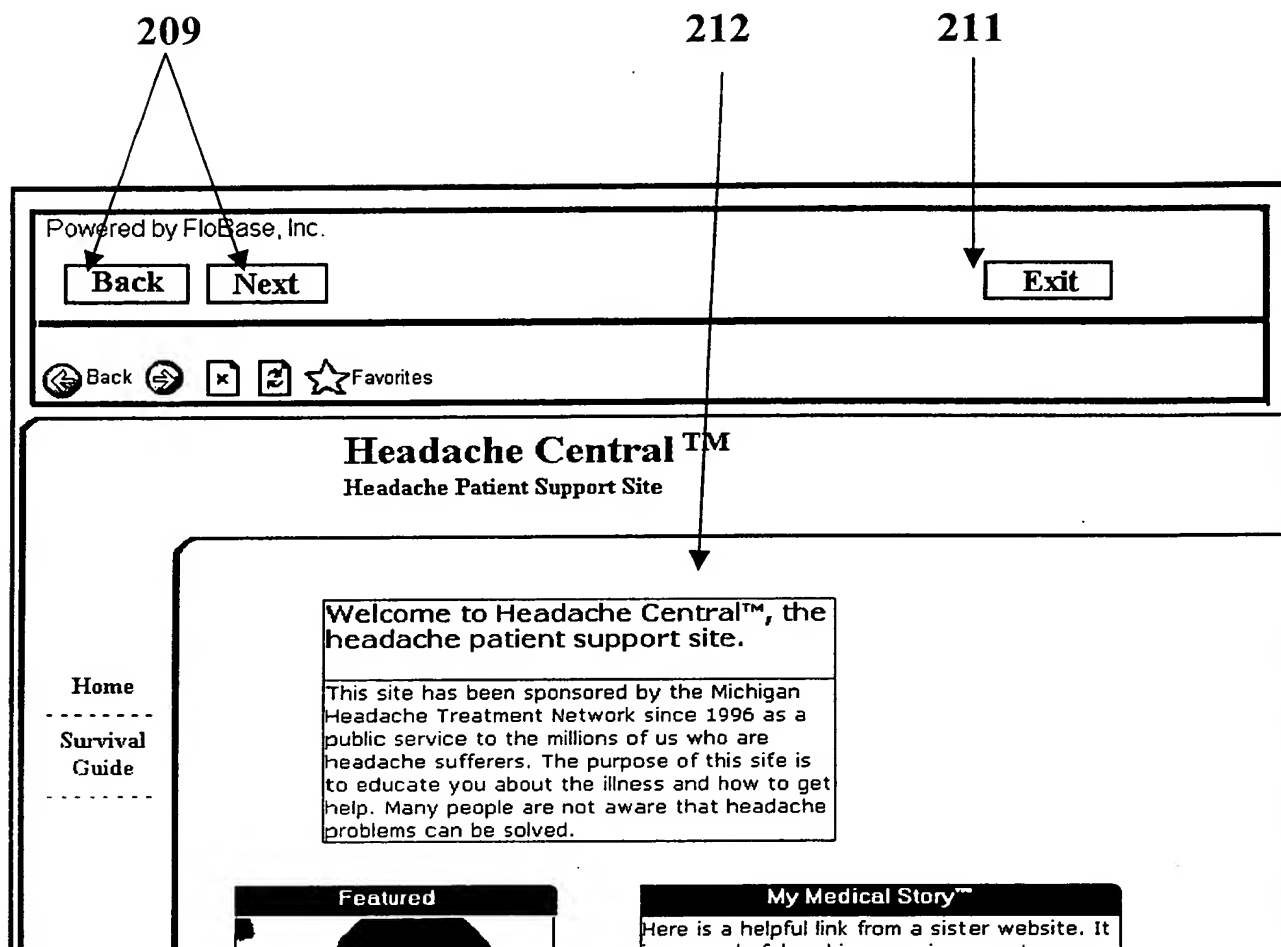 209 212 211
Powered by FloBase, Inc.
Back Next Exit
Back Favorites
Headache Central TM
Headache Patient Support Site
Welcome to Headache Central™, the
headache patient support site.
Home
Survival
Guide
This site has been sponsored by the Michigan
Headache Treatment Network since 1996 as a
public service to the millions of us who are
headache sufferers. The purpose of this site is
to educate you about the illness and how to get
help. Many people are not aware that headache
problems can be solved.
Featured
My Medical Story™
Here is a helpful link from a sister website. It